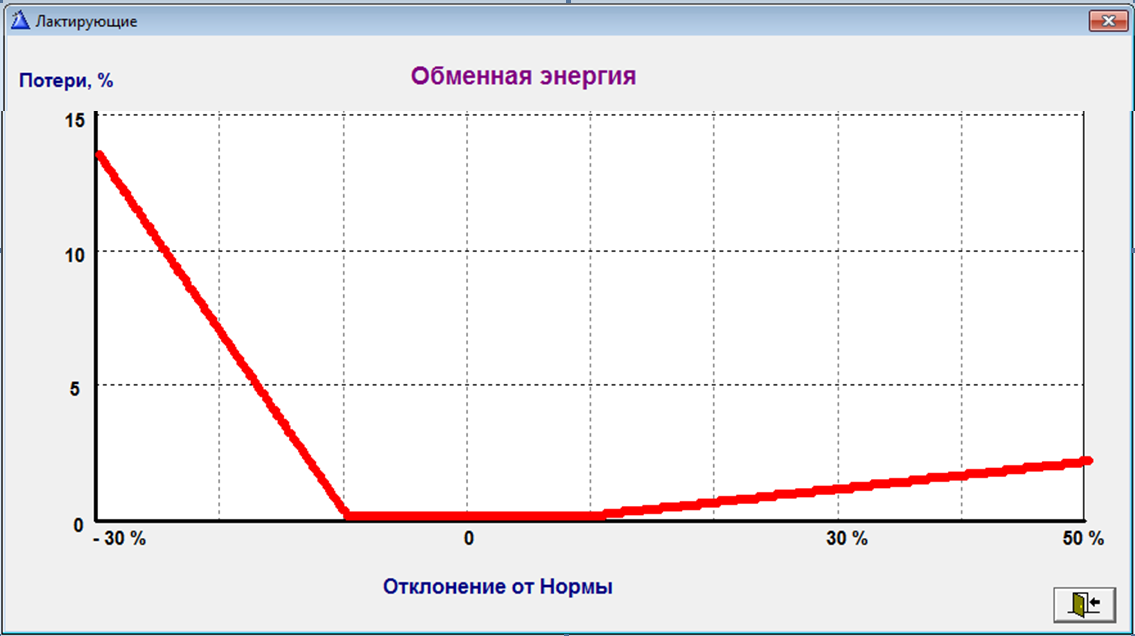 Лактирующие
Обменная энергия
Потери, %
15
10
5
0
- 30 % 0 30 % 50 %
Отклонение от Нормы